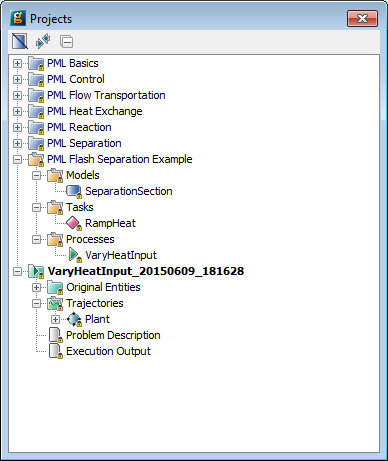 Projects
PML Basics
PML Control
PML Flow Transportation
PML Heat Exchange
PML Reaction
PML Separation
PML Flash Separation Example
Models
SeparationSection
Tasks
RampHeat
Processes
VaryHeatInput
VaryHeatInput_20150609_181628
Original Entities
Trajectories
Plant
Problem Description
Execution Output